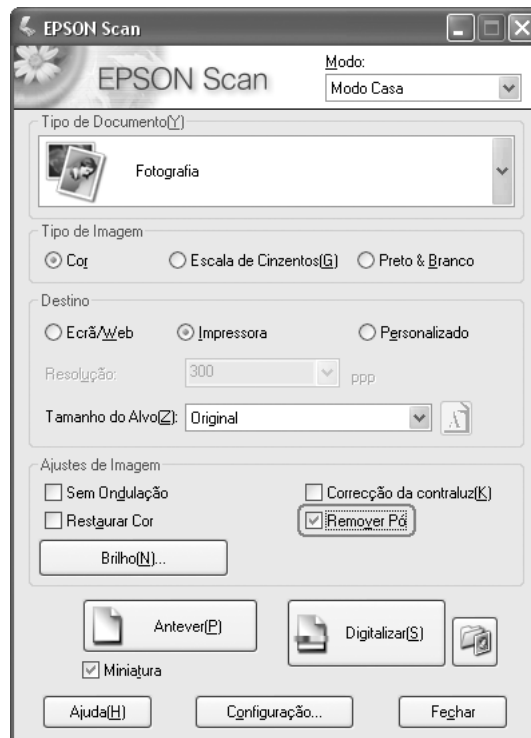 EPSON Scan
EPSON Scan
Modo:
Modo Casa
Tipo de Documento(Y)
Fotografia
Tipo de Imagem
Cor Escala de Cinzentos(G) Preto & Branco
Destino
Ecrã/Web Impressora Personalizado
Resolução: 300 ppp
Tamanho do Alvo(Z): Original
Ajustes de Imagem
Sem Ondulação Correcção da contraluz(K)
Restaurar Cor Remover Pó
Brilho(N)...
Antever(P) Digitalizar(S)
Miniatura
Ajuda(H) Configuração... Fechar